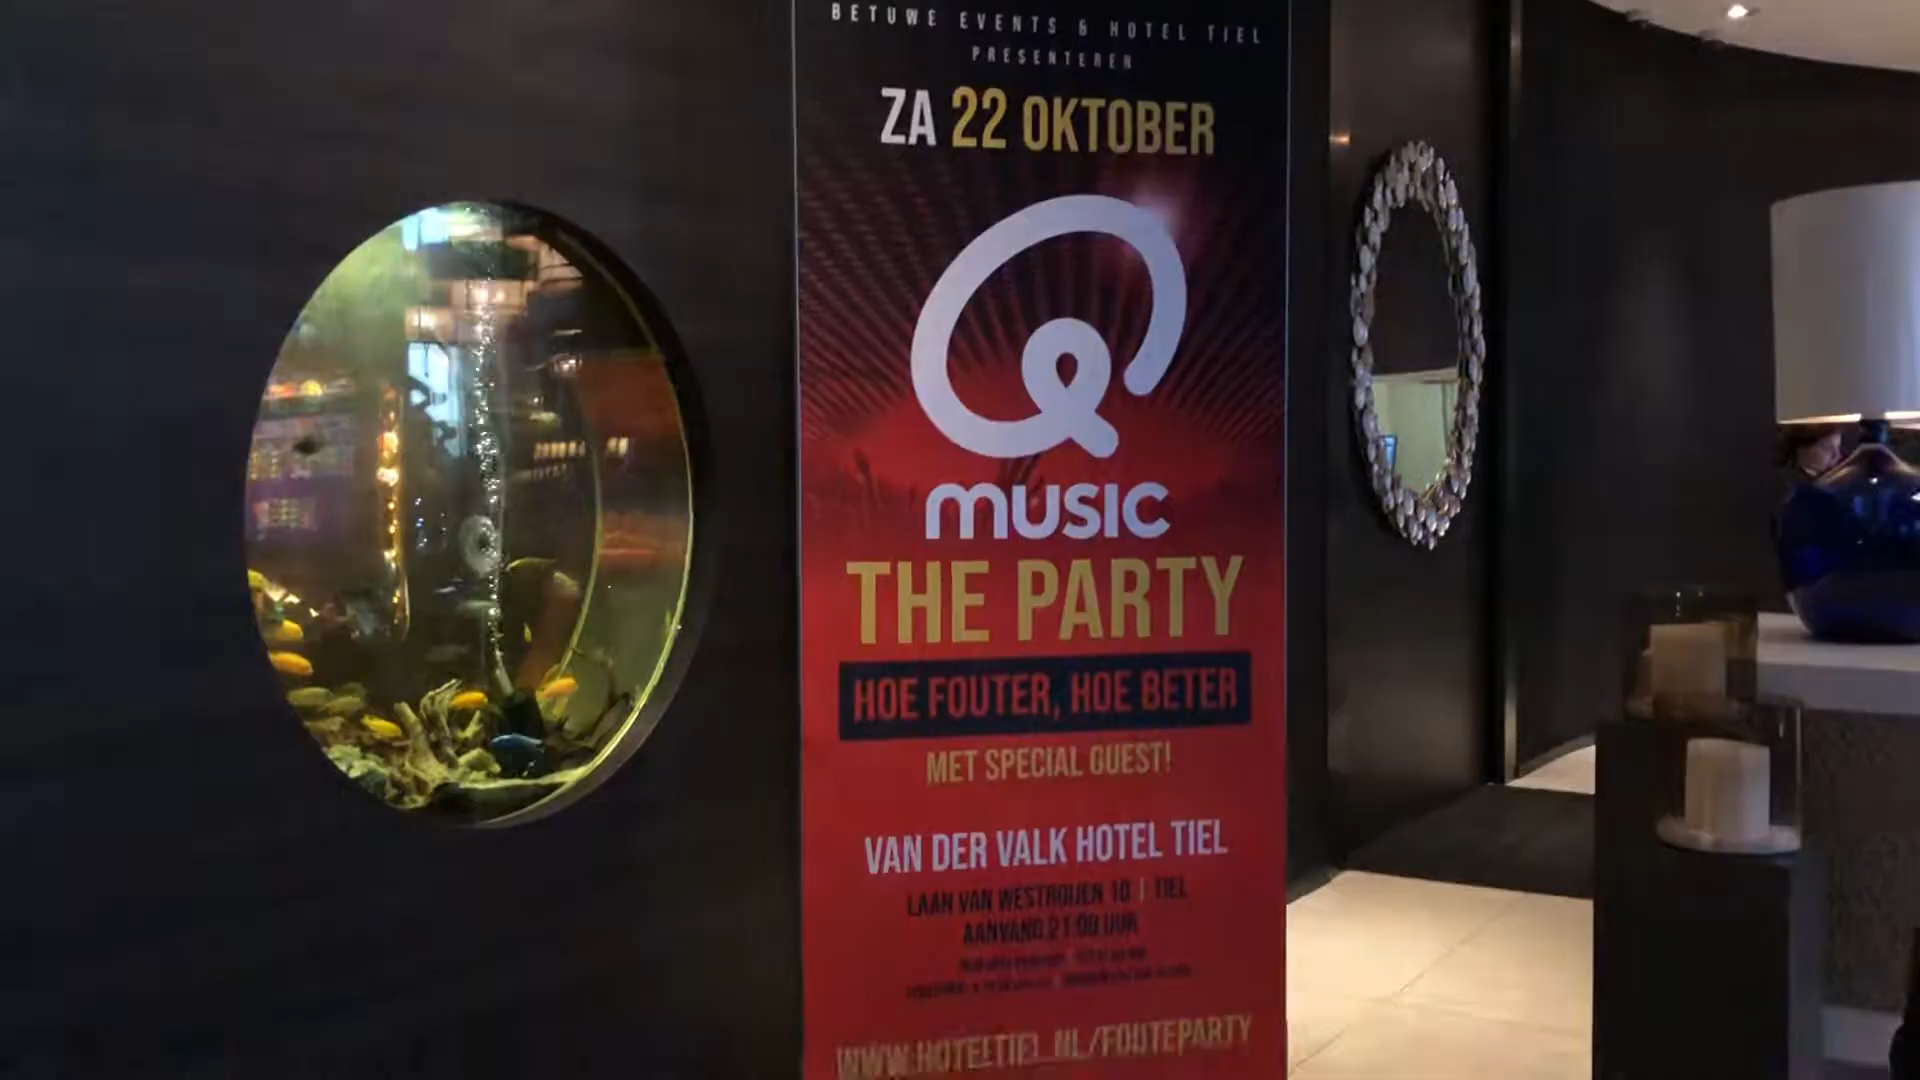 BETUWE EVENTS & HOTEL TIEL
PRESENTEREN
ZA 22 OKTOBER
Q
MUSIC
THE PARTY
HOE FOUTER, HOE BETER
MET SPECIAL GUEST!
VAN DER VALK HOTEL TIEL
LAAN VAN WESTROIJEN 10 | TIEL
AANVANG 21:00 UUR
WWW.HOTELTIEL.NL/FOUTEPARTY